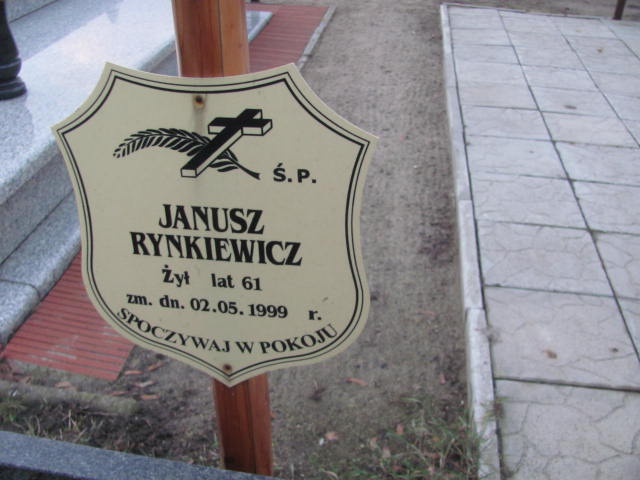 Ś.P.
JANUSZ
RYNKIEWICZ
Żył lat 61
zm. dn. 02.05.1999 r.
SPOCZYWAJ W POKOJU